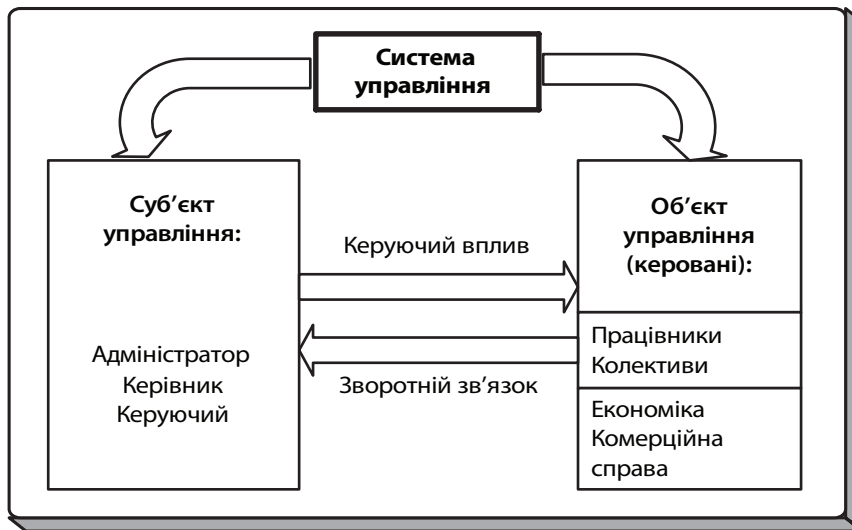 Система
управління
Суб’єкт
управління:
Адміністратор
Керівник
Керуючий
Керуючий вплив
Зворотній зв’язок
Об’єкт
управління
(керовані):
Працівники
Колективи
Економіка
Комерційна
справа